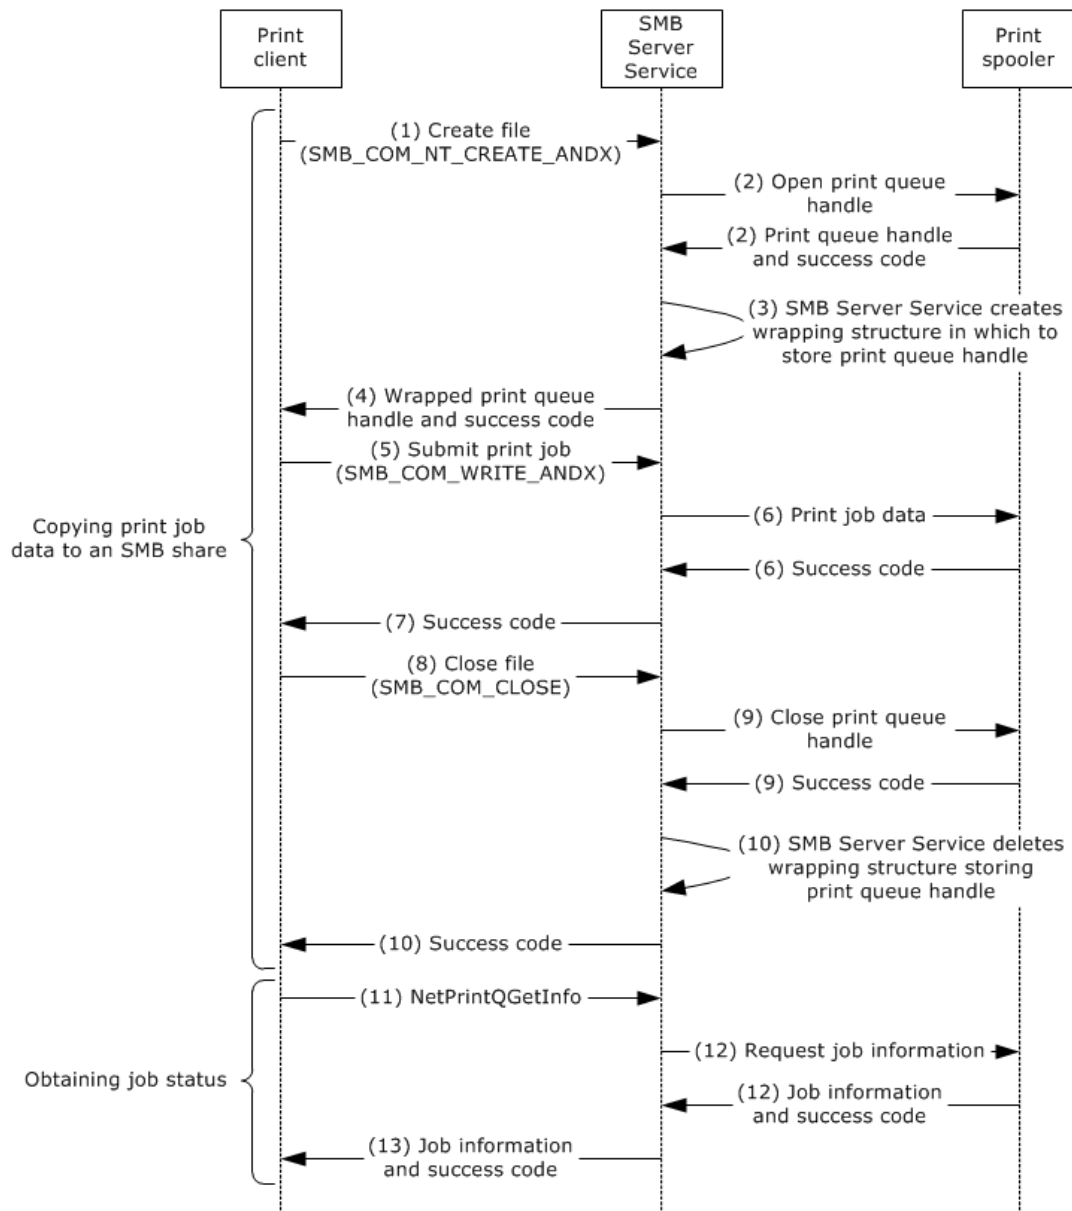 Print
client
SMB
Server
Service
Print
spooler
(1) Create file
(SMB_COM_NT_CREATE_ANDX)
(2) Open print queue
handle
(2) Print queue handle
and success code
(3) SMB Server Service creates
wrapping structure in which to
store print queue handle
(4) Wrapped print queue
handle and success code
(5) Submit print job
(SMB_COM_WRITE_ANDX)
Copying print job
data to an SMB share
(6) Print job data
(6) Success code
(7) Success code
(8) Close file
(SMB_COM_CLOSE)
(9) Close print queue
handle
(9) Success code
(10) SMB Server Service deletes
wrapping structure storing
print queue handle
(10) Success code
(11) NetPrintQGetInfo
(12) Request job information
Obtaining job status
(12) Job information
and success code
(13) Job information
and success code